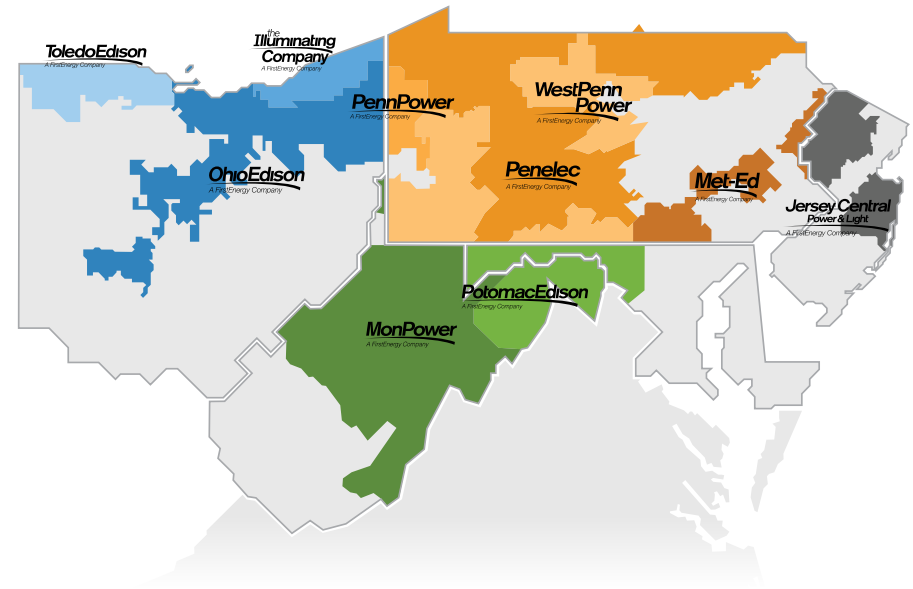 ToledoEdison
A FirstEnergy Company
the
Illuminating
Company
A FirstEnergy Company
PennPower
A FirstEnergy Company
WestPenn
Power
A FirstEnergy Company
OhioEdison
A FirstEnergy Company
Penelec
A FirstEnergy Company
Met-Ed
A FirstEnergy Company
Jersey Central
Power & Light
A FirstEnergy Company
PotomacEdison
A FirstEnergy Company
MonPower
A FirstEnergy Company